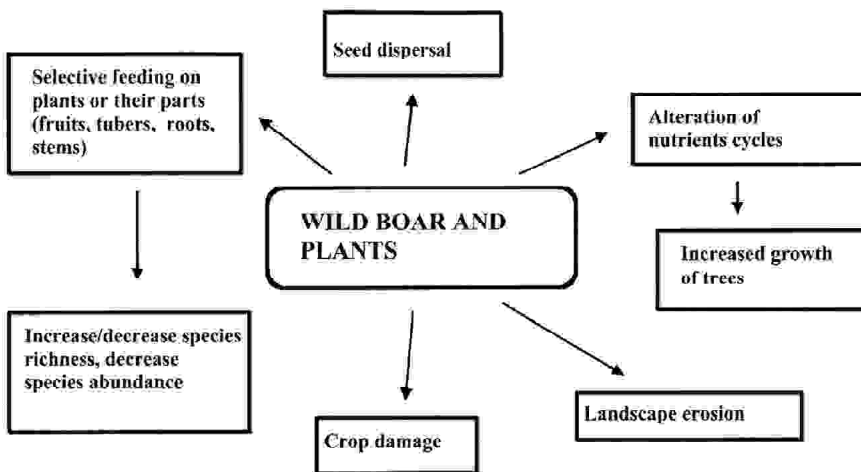 Seed dispersal
Selective feeding on
plants or their parts
(fruits, tubers, roots,
stems)
Alteration of
nutrients cycles
WILD BOAR AND
PLANTS
Increased growth
of trees
Increase/decrease species
richness, decrease
species abundance
Landscape erosion
Crop damage